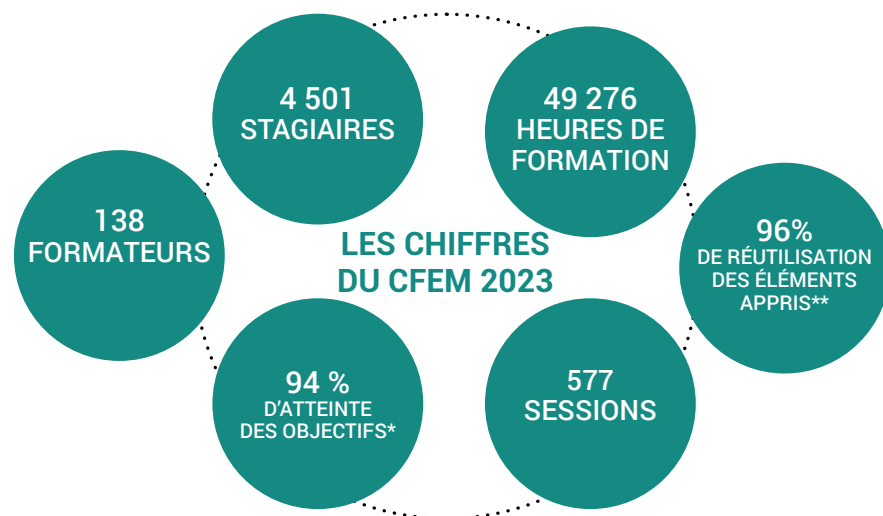 4 501
STAGIAIRES
49 276
HEURES DE
FORMATION
138
FORMATEURS
LES CHIFFRES
DU CFEM 2023
96%
DE RÉUTILISATION
DES ÉLÉMENTS
APPRIS**
94 %
D'ATTEINTE
DES OBJECTIFS*
577
SESSIONS